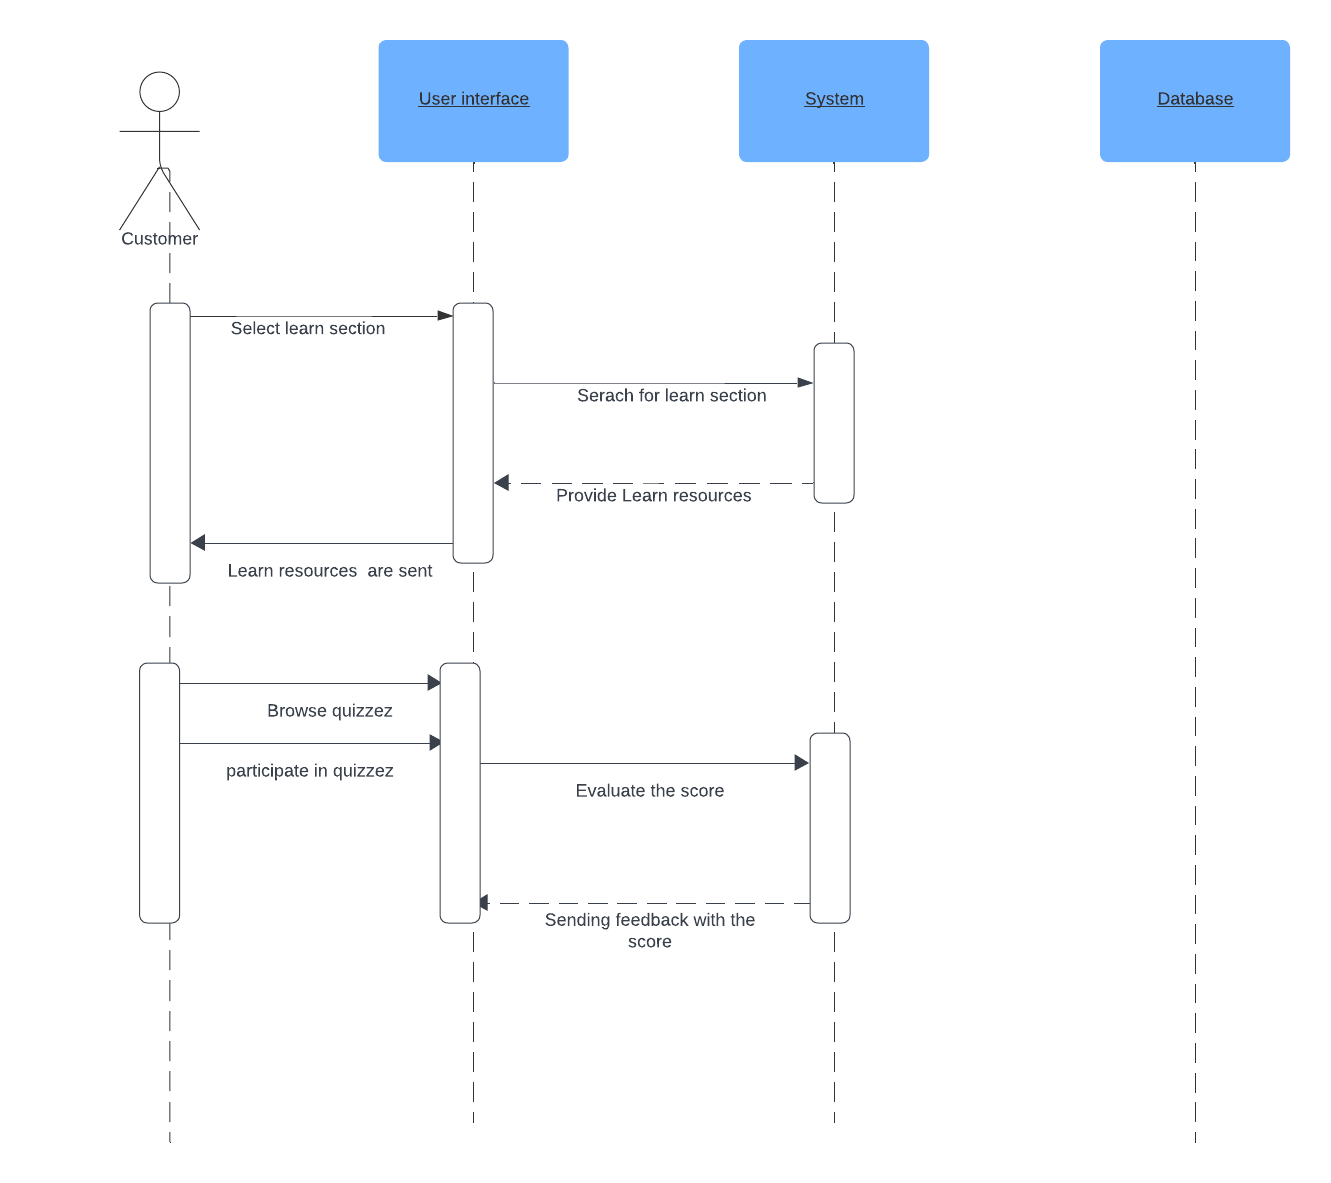 User interface
System
Database
Customer
Select learn section
Serach for learn section
Provide Learn resources
Learn resources  are sent
Browse quizzez
participate in quizzez
Evaluate the score
Sending feedback with the
score